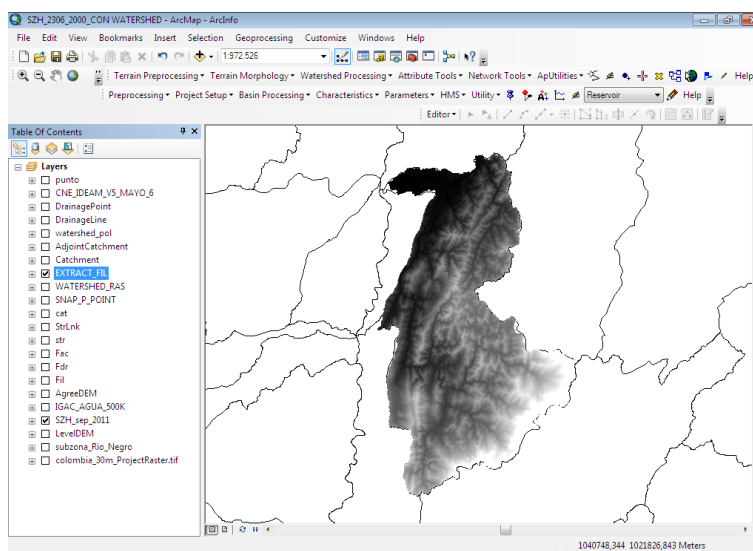 SZH_2306_2000_CON WATERSHED - ArcMap - ArcInfo
File Edit View Bookmarks Insert Selection Geoprocessing Customize Windows Help
1:972.526
Terrain Preprocessing Terrain Morphology Watershed Processing Attribute Tools Network Tools ApUtilities Help
Preprocessing Project Setup Basin Processing Characteristics Parameters HMS Utility Reservoir Help
Editor
Table Of Contents
Layers
punto
CNE_IDEAM_V5_MAYO_6
DrainagePoint
DrainageLine
watershed_pol
AdjointCatchment
Catchment
EXTRACT_FIL
WATERSHED_RAS
SNAP_P_POINT
cat
StrLnk
str
Fac
Fdr
Fil
AgreeDEM
IGAC_AGUA_500K
SZH_sep_2011
LevelDEM
subzona_Rio_Negro
colombia_30m_ProjectRaster.tif
1040748,344 1021826,843 Meters